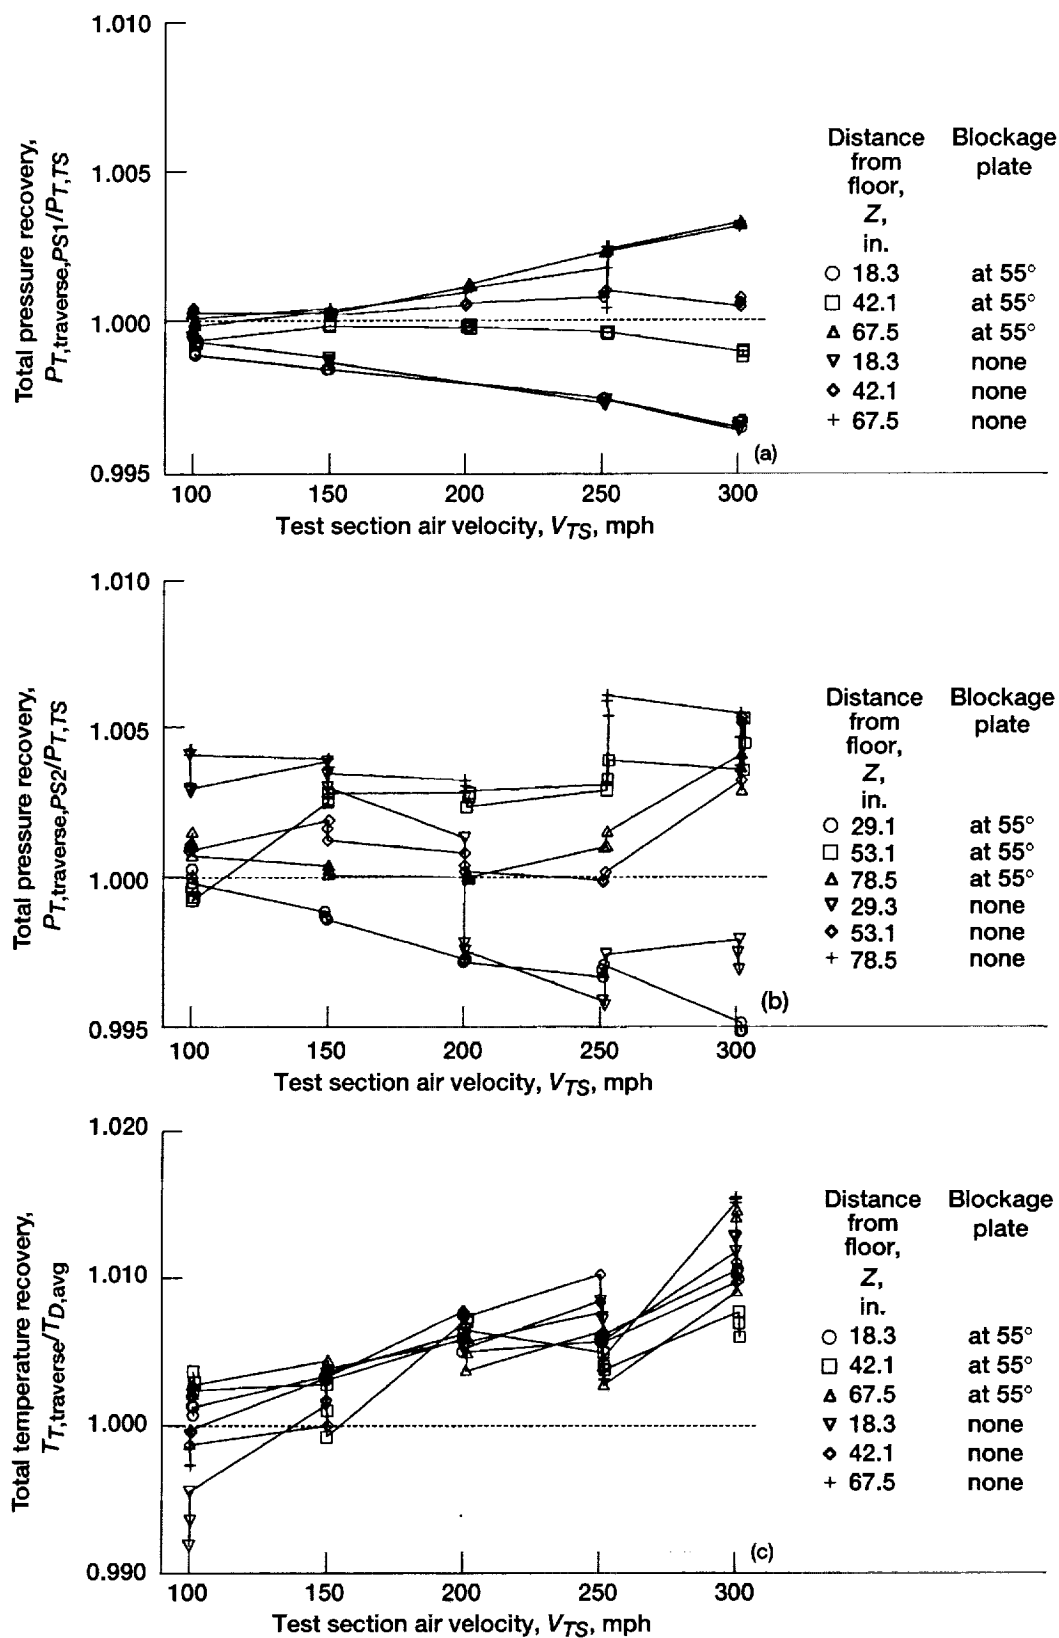 1.010
1.005
1.000
0.995
Total pressure recovery,
PT,traverse,PS1/PT,TS
100 150 200 250 300
Test section air velocity, VTS, mph
(a)
Distance from floor, Z, in.
Blockage plate
18.3 at 55°
42.1 at 55°
67.5 at 55°
18.3 none
42.1 none
67.5 none
1.010
1.005
1.000
0.995
Total pressure recovery,
PT,traverse,PS2/PT,TS
100 150 200 250 300
Test section air velocity, VTS, mph
(b)
Distance from floor, Z, in.
Blockage plate
29.1 at 55°
53.1 at 55°
78.5 at 55°
29.3 none
53.1 none
78.5 none
1.020
1.010
1.000
0.990
Total temperature recovery,
TT,traverse/TD,avg
100 150 200 250 300
Test section air velocity, VTS, mph
(c)
Distance from floor, Z, in.
Blockage plate
18.3 at 55°
42.1 at 55°
67.5 at 55°
18.3 none
42.1 none
67.5 none